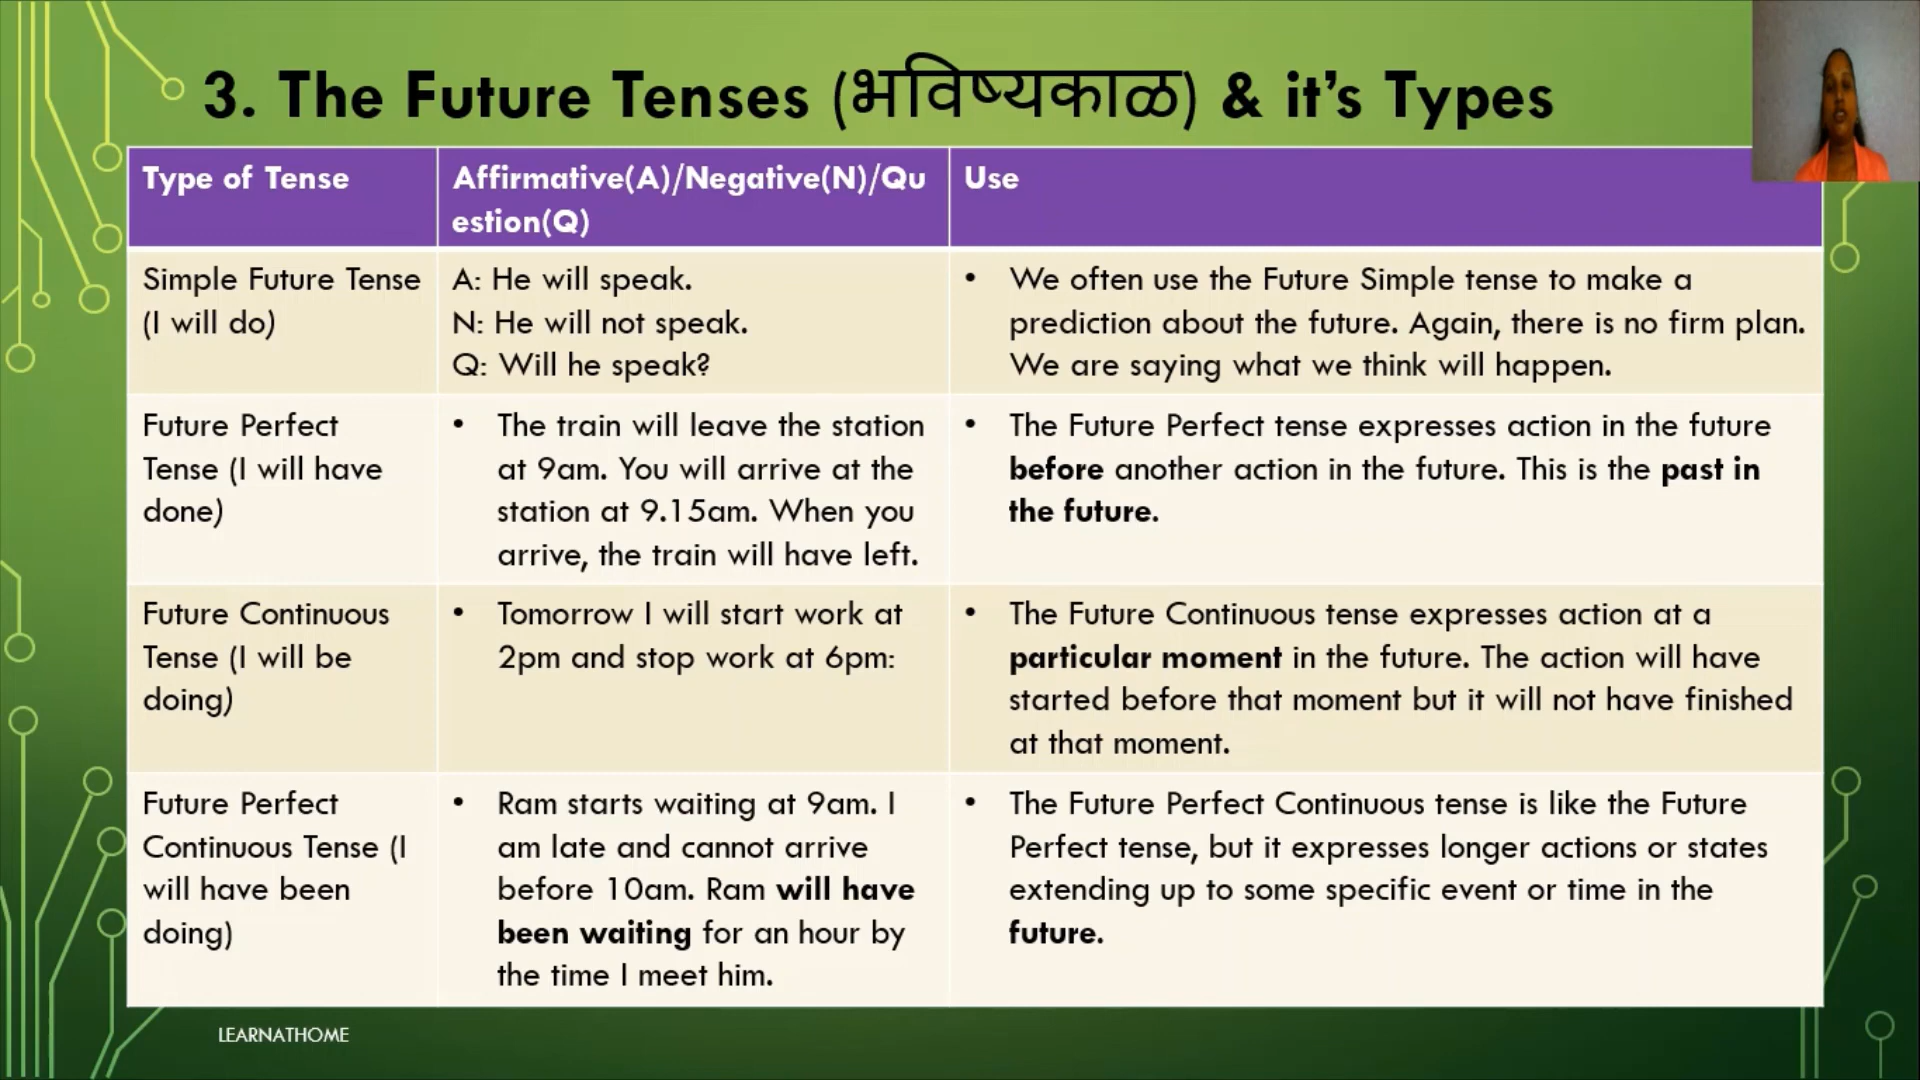 3. The Future Tenses (भविष्यकाळ) & it’s Types
Type of Tense
Affirmative(A)/Negative(N)/Qu
estion(Q)
Use
Simple Future Tense
(I will do)
A: He will speak.
N: He will not speak.
Q: Will he speak?
• We often use the Future Simple tense to make a
prediction about the future. Again, there is no firm plan.
We are saying what we think will happen.
Future Perfect
Tense (I will have
done)
• The train will leave the station
at 9am. You will arrive at the
station at 9.15am. When you
arrive, the train will have left.
• The Future Perfect tense expresses action in the future
before another action in the future. This is the past in
the future.
Future Continuous
Tense (I will be
doing)
• Tomorrow I will start work at
2pm and stop work at 6pm:
• The Future Continuous tense expresses action at a
particular moment in the future. The action will have
started before that moment but it will not have finished
at that moment.
Future Perfect
Continuous Tense (I
will have been
doing)
• Ram starts waiting at 9am. I
am late and cannot arrive
before 10am. Ram will have
been waiting for an hour by
the time I meet him.
• The Future Perfect Continuous tense is like the Future
Perfect tense, but it expresses longer actions or states
extending up to some specific event or time in the
future.
LEARNATHOME